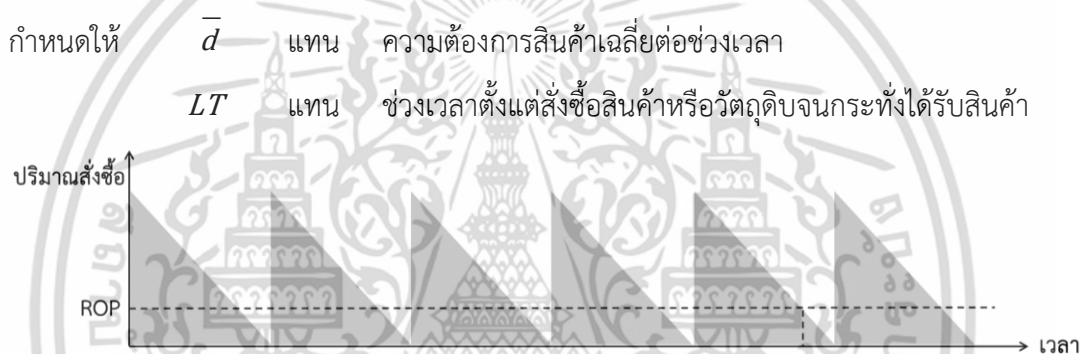 กำหนดให้ d̅ แทน ความต้องการสินค้าเฉลี่ยต่อช่วงเวลา
LT แทน ช่วงเวลาตั้งแต่สั่งซื้อสินค้าหรือวัตถุดิบจนกระทั่งได้รับสินค้า
ปริมาณสั่งซื้อ
ROP
เวลา